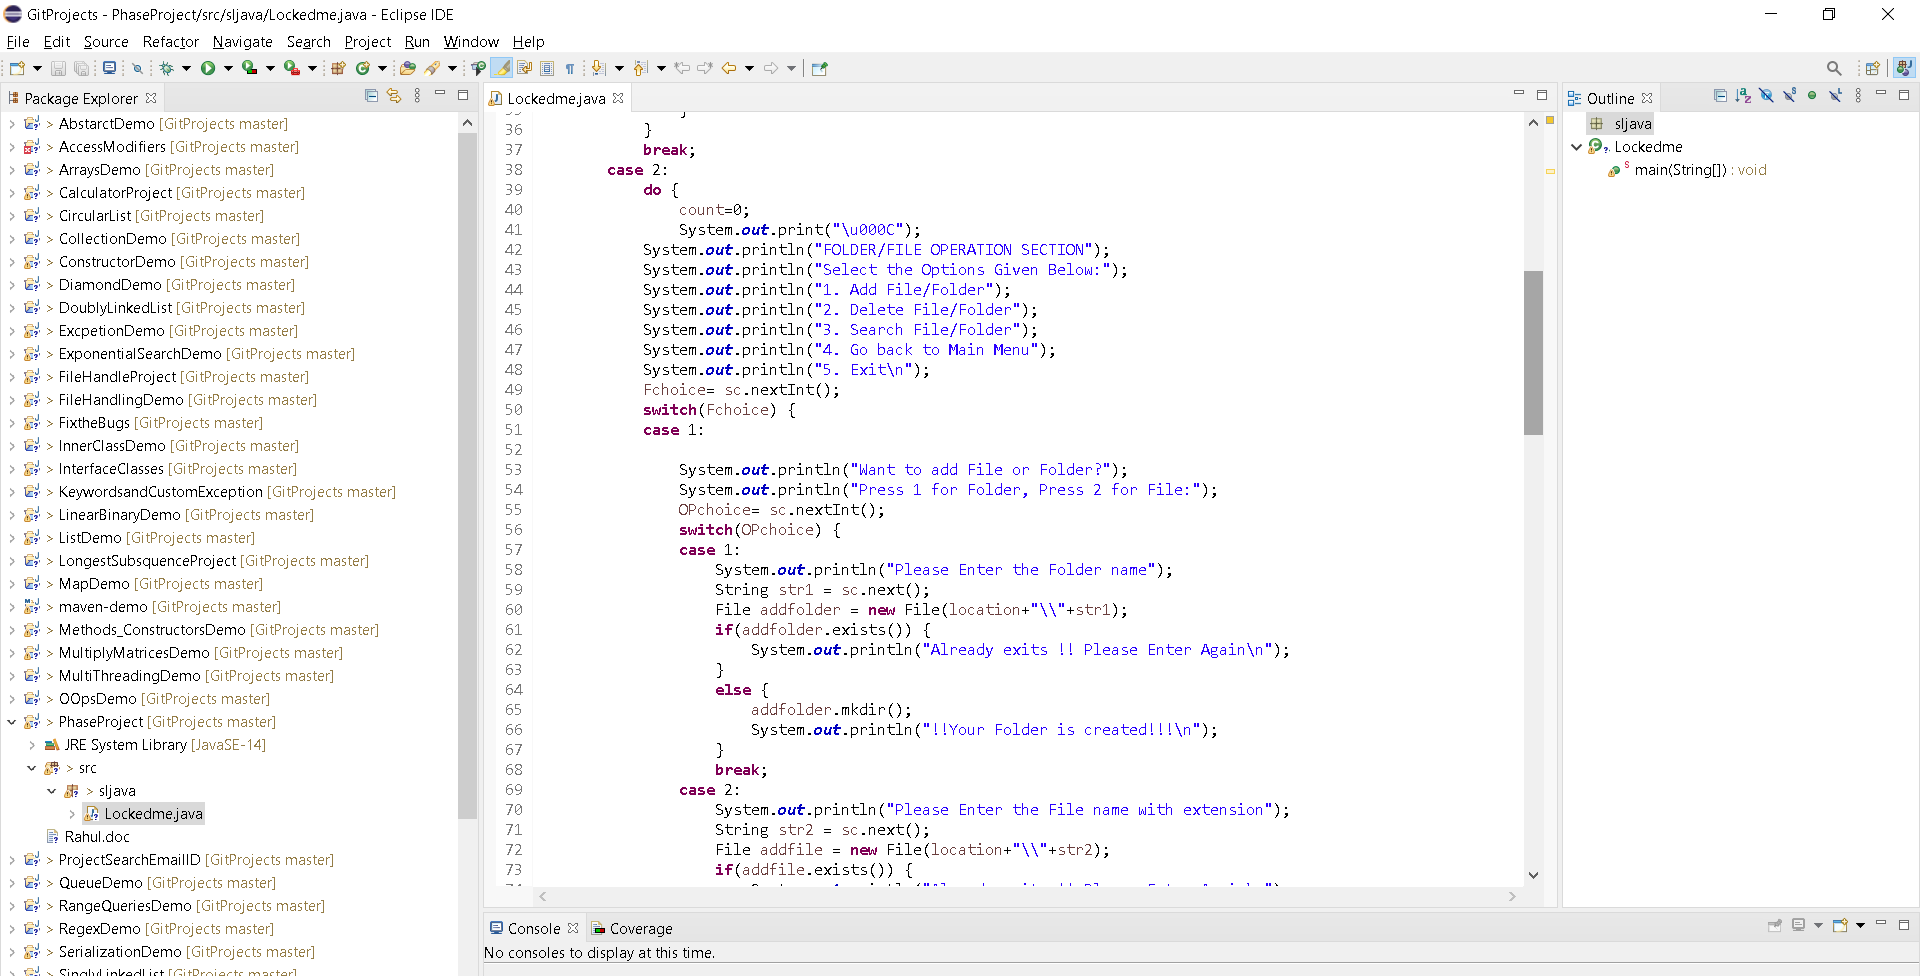 GitProjects - PhaseProject/src/sljava/Lockedme.java - Eclipse IDE
File Edit Source Refactor Navigate Search Project Run Window Help
Package Explorer
> AbstarctDemo [GitProjects master]
> AccessModifiers [GitProjects master]
> ArraysDemo [GitProjects master]
> CalculatorProject [GitProjects master]
> CircularList [GitProjects master]
> CollectionDemo [GitProjects master]
> ConstructorDemo [GitProjects master]
> DiamondDemo [GitProjects master]
> DoublyLinkedList [GitProjects master]
> ExcpetionDemo [GitProjects master]
> ExponentialSearchDemo [GitProjects master]
> FileHandleProject [GitProjects master]
> FileHandlingDemo [GitProjects master]
> FixtheBugs [GitProjects master]
> InnerClassDemo [GitProjects master]
> InterfaceClasses [GitProjects master]
> KeywordsandCustomException [GitProjects master]
> LinearBinaryDemo [GitProjects master]
> ListDemo [GitProjects master]
> LongestSubsquenceProject [GitProjects master]
> MapDemo [GitProjects master]
> maven-demo [GitProjects master]
> Methods_ConstructorsDemo [GitProjects master]
> MultiplyMatricesDemo [GitProjects master]
> MultiThreadingDemo [GitProjects master]
> OOpsDemo [GitProjects master]
> PhaseProject [GitProjects master]
JRE System Library [JavaSE-14]
> src
> sljava
Lockedme.java
Rahul.doc
> ProjectSearchEmailID [GitProjects master]
> QueueDemo [GitProjects master]
> RangeQueriesDemo [GitProjects master]
> RegexDemo [GitProjects master]
> SerializationDemo [GitProjects master]
> SinglyLinkedList [GitProjects master]
Lockedme.java
35 }
36 }
37 break;
38 case 2:
39 do {
40 count=0;
41 System.out.print("\u000C");
42 System.out.println("FOLDER/FILE OPERATION SECTION");
43 System.out.println("Select the Options Given Below:");
44 System.out.println("1. Add File/Folder");
45 System.out.println("2. Delete File/Folder");
46 System.out.println("3. Search File/Folder");
47 System.out.println("4. Go back to Main Menu");
48 System.out.println("5. Exit\n");
49 Fchoice= sc.nextInt();
50 switch(Fchoice) {
51 case 1:
52
53 System.out.println("Want to add File or Folder?");
54 System.out.println("Press 1 for Folder, Press 2 for File:");
55 OPchoice= sc.nextInt();
56 switch(OPchoice) {
57 case 1:
58 System.out.println("Please Enter the Folder name");
59 String str1 = sc.next();
60 File addfolder = new File(location+"\\"+str1);
61 if(addfolder.exists()) {
62 System.out.println("Already exits !! Please Enter Again\n");
63 }
64 else {
65 addfolder.mkdir();
66 System.out.println("!!Your Folder is created!!!\n");
67 }
68 break;
69 case 2:
70 System.out.println("Please Enter the File name with extension");
71 String str2 = sc.next();
72 File addfile = new File(location+"\\"+str2);
73 if(addfile.exists()) {
Outline
sljava
Lockedme
main(String[]) : void
Console Coverage
No consoles to display at this time.